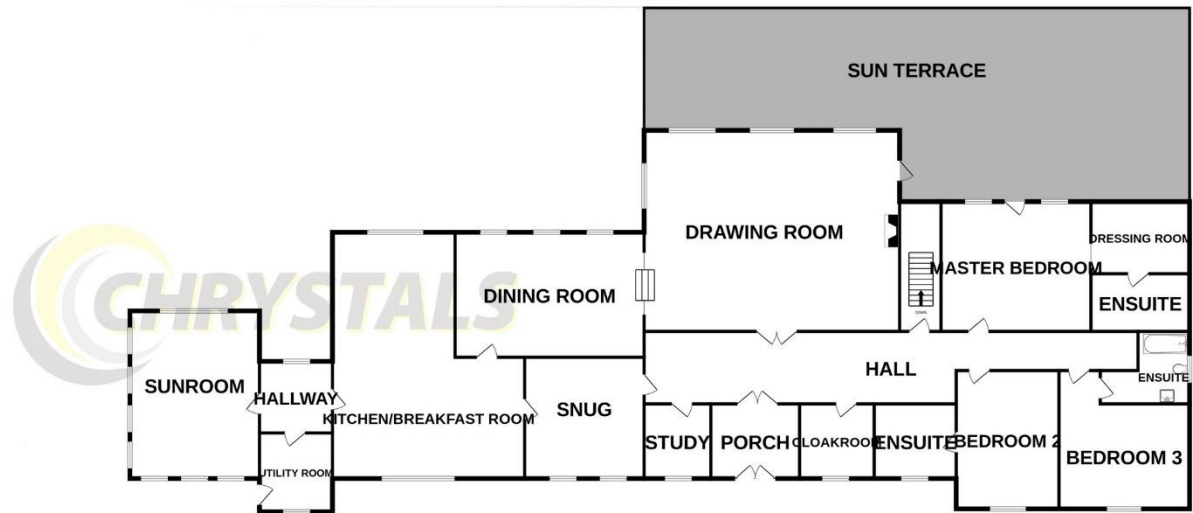 SUN TERRACE
DRAWING ROOM
DRESSING ROOM
MASTER BEDROOM
CHRYSTALS
DINING ROOM
ENSUITE
DOWN
SUNROOM
HALLWAY
KITCHEN/BREAKFAST ROOM
SNUG
HALL
ENSUITE
STUDY
PORCH
CLOAKROOM
ENSUITE
BEDROOM 2
BEDROOM 3
UTILITY ROOM